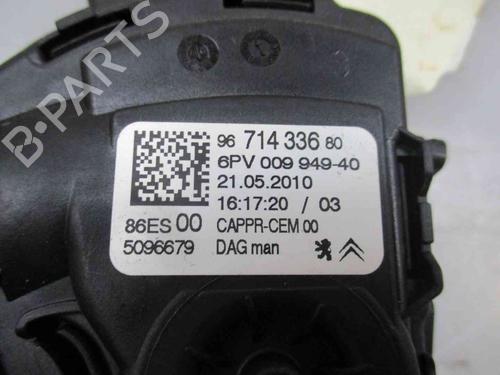 96 714 336 80
6PV 009 949-40
21.05.2010
16:17:20 / 03
86ES 00 CAPPR-CEM 00
5096679 DAG man
B-PARTS